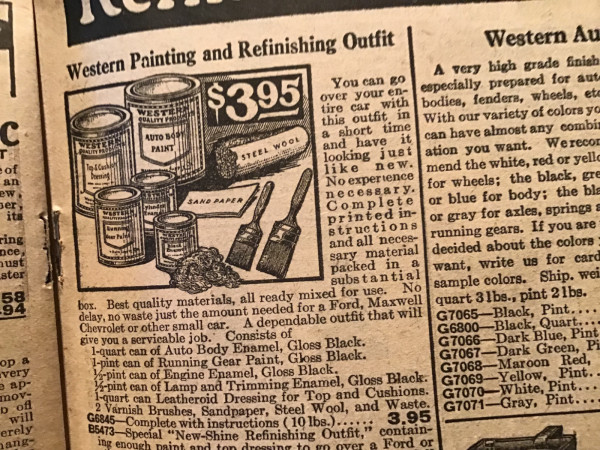 Western Painting and Refinishing Outfit
$3.95
WESTERN
QUALITY PRODUCTS
AUTO BODY
PAINT
WESTERN
Top & Cushion
Dressing
STEEL WOOL
SAND PAPER
Running
Gear Paint
You can go
over your en-
tire car with
this outfit in
a short time
and have it
looking just
like new.
No experience
necessary.
Complete
printed in-
structions
and all neces-
sary material
packed in a
substantial
box. Best quality materials, all ready mixed for use. No
delay, no waste just the amount needed for a Ford, Maxwell
Chevrolet or other small car. A dependable outfit that will
give you a servicable job. Consists of
1-quart can of Auto Body Enamel, Gloss Black.
1-pint can of Running Gear Paint, Gloss Black.
½-pint can of Engine Enamel, Gloss Black.
½-pint can of Lamp and Trimming Enamel, Gloss Black.
1-quart can Leatheroid Dressing for Top and Cushions.
2 Varnish Brushes, Sandpaper, Steel Wool, and Waste.
G6845—Complete with instructions (10 lbs.)...... 3.95
B5473—Special "New-Shine Refinishing Outfit," contain-
ing enough paint and top dressing to go over a Ford or
Western Au
A very high grade finish
especially prepared for aut
bodies, fenders, wheels, etc
With our variety of colors yo
can have almost any combin
ation you want. We recom
mend the white, red or yello
for wheels; the black, gre
or blue for body; the bla
or gray for axles, springs a
running gears. If you are
decided about the colors
want, write us for card
sample colors. Ship. wei
quart 3 lbs., pint 2 lbs.
G7065—Black, Pint....
G6800—Black, Quart....
G7066—Dark Blue, Pint
G7067—Dark Green, Pi
G7068—Maroon Red,
G7069—Yellow, Pint...
G7070—White, Pint....
G7071—Gray, Pint....